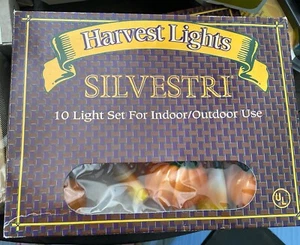 Harvest Lights
SILVESTRI
10 Light Set For Indoor/Outdoor Use
UL